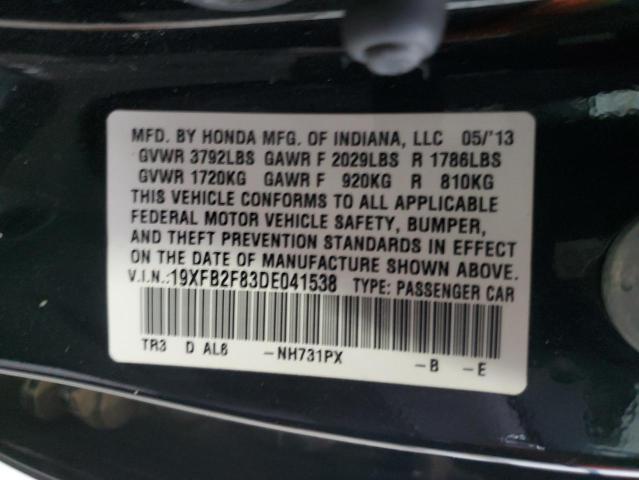 MFD. BY HONDA MFG. OF INDIANA, LLC 05/'13
GVWR 3792LBS GAWR F 2029LBS R 1786LBS
GVWR 1720KG GAWR F 920KG R 810KG
THIS VEHICLE CONFORMS TO ALL APPLICABLE
FEDERAL MOTOR VEHICLE SAFETY, BUMPER,
AND THEFT PREVENTION STANDARDS IN EFFECT
ON THE DATE OF MANUFACTURE SHOWN ABOVE.
V.I.N.:19XFB2F83DE041538 TYPE: PASSENGER CAR
TR3 D AL6 -NH731PX -B -E